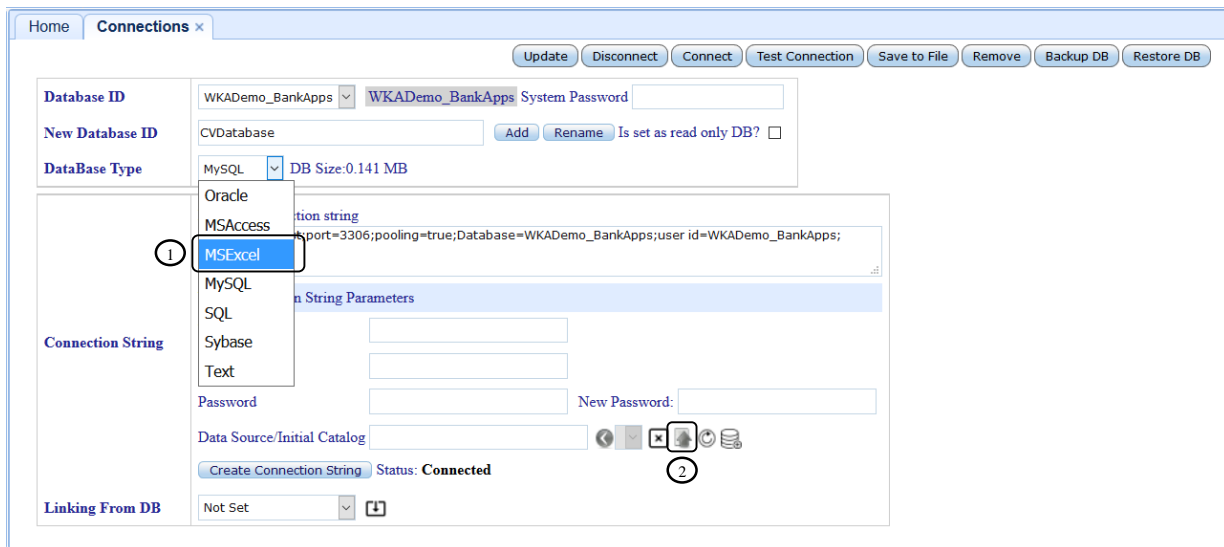 Home Connections ×
Update Disconnect Connect Test Connection Save to File Remove Backup DB Restore DB
Database ID WKADemo_BankApps WKADemo_BankApps System Password
New Database ID CVDatabase Add Rename Is set as read only DB?
DataBase Type MySQL DB Size:0.141 MB
Oracle
tion string
MSAccess
port=3306;pooling=true;Database=WKADemo_BankApps;user id=WKADemo_BankApps;
1 MSExcel
MySQL
n String Parameters
SQL
Connection String Sybase
Text
Password New Password:
Data Source/Initial Catalog
Create Connection String Status: Connected 2
Linking From DB Not Set